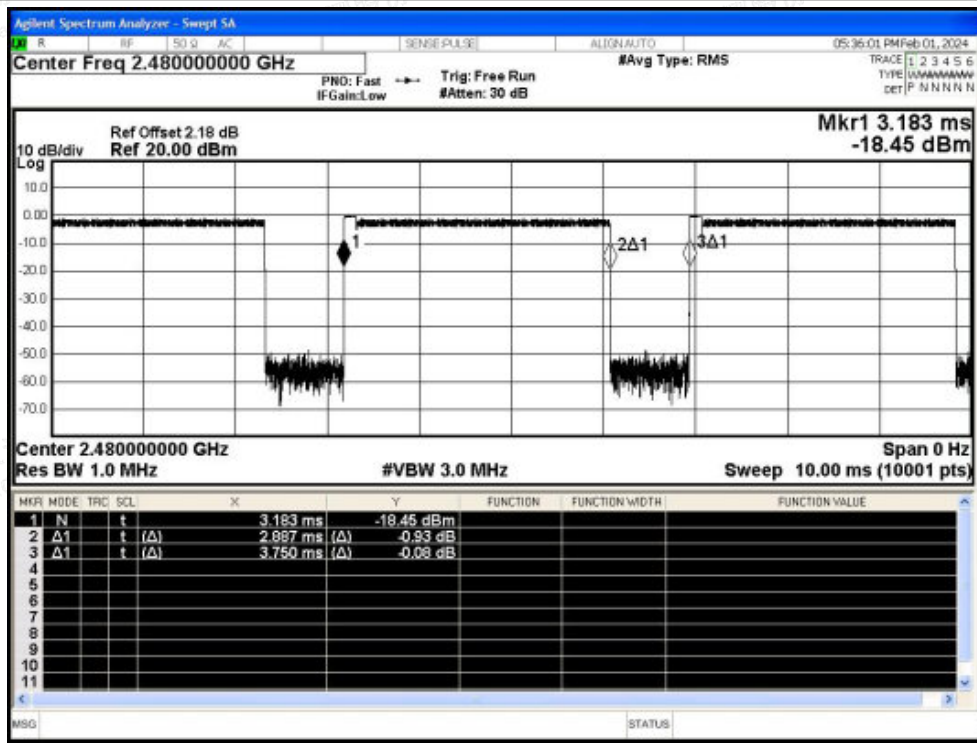 Agilent Spectrum Analyzer - Swept SA
R RF 50 Ω AC SENSE:PULSE ALIGNAUTO 05:36:01 PM Feb 01, 2024
Center Freq 2.480000000 GHz #Avg Type: RMS TRACE 1 2 3 4 5 6
PNO: Fast Trig: Free Run TYPE
IFGain:Low #Atten: 30 dB DET P N N N N N
Mkr1 3.183 ms
Ref Offset 2.18 dB
10 dB/div Ref 20.00 dBm -18.45 dBm
Log
10.0
0.00
1 2Δ1 3Δ1
-10.0
-20.0
-30.0
-40.0
-50.0
-60.0
-70.0
Center 2.480000000 GHz Span 0 Hz
Res BW 1.0 MHz #VBW 3.0 MHz Sweep 10.00 ms (10001 pts)
MKR MODE TRC SCL X Y FUNCTION FUNCTION WIDTH FUNCTION VALUE
1 N t 3.183 ms -18.45 dBm
2 Δ1 t (Δ) 2.887 ms (Δ) -0.93 dB
3 Δ1 t (Δ) 3.750 ms (Δ) -0.08 dB
4
5
6
7
8
9
10
11
MSG STATUS